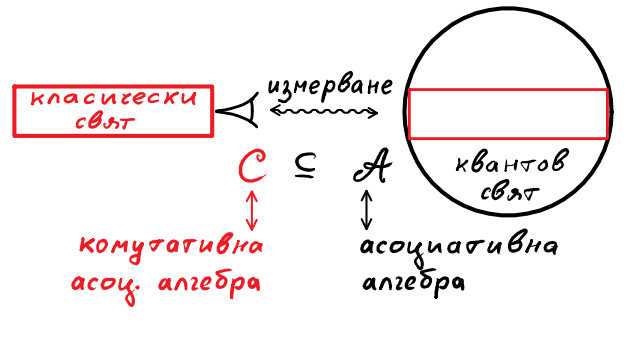 класически
свят
измерване
квантов
свят
C ⊆ A
комутативна
асоц. алгебра
асоциативна
алгебра